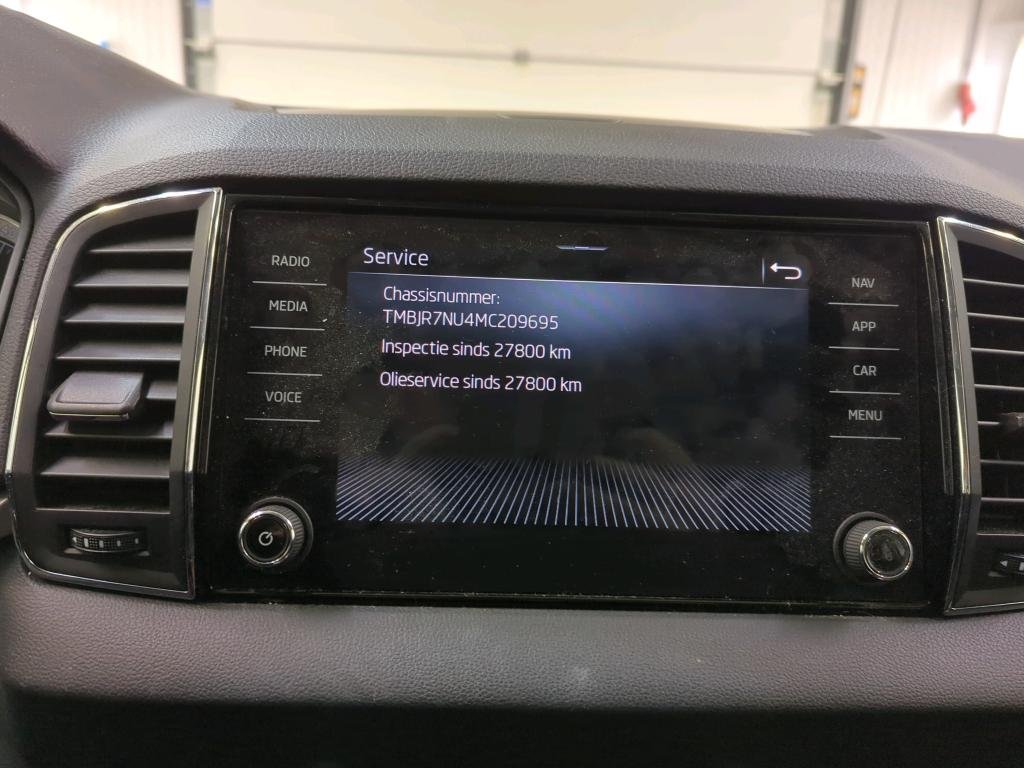 RADIO
MEDIA
PHONE
VOICE
Service
Chassisnummer:
TMBJR7NU4MC209695
Inspectie sinds 27800 km
Olieservice sinds 27800 km
NAV
APP
CAR
MENU